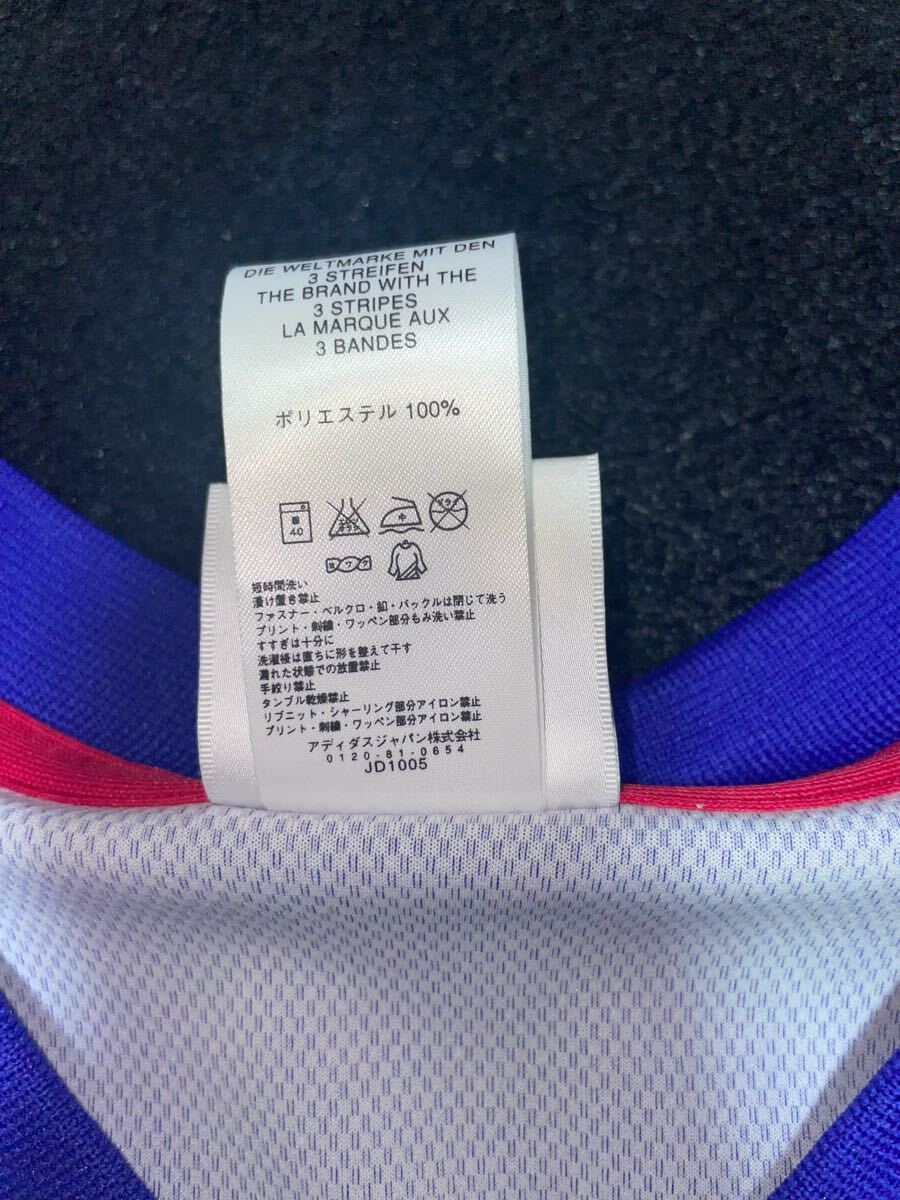 DIE WELTMARKE MIT DEN
3 STREIFEN
THE BRAND WITH THE
3 STRIPES
LA MARQUE AUX
3 BANDES
ポリエステル 100%
40
中
短時間洗い
漬け置き禁止
ファスナー・ベルクロ・釦・バックルは閉じて洗う
プリント・刺繍・ワッペン部分もみ洗い禁止
すすぎは十分に
洗濯後は直ちに形を整えて干す
濡れた状態での放置禁止
手絞り禁止
タンブル乾燥禁止
リブニット・シャーリング部分アイロン禁止
プリント・刺繍・ワッペン部分アイロン禁止
アディダスジャパン株式会社
0120-81-0654
JD1005